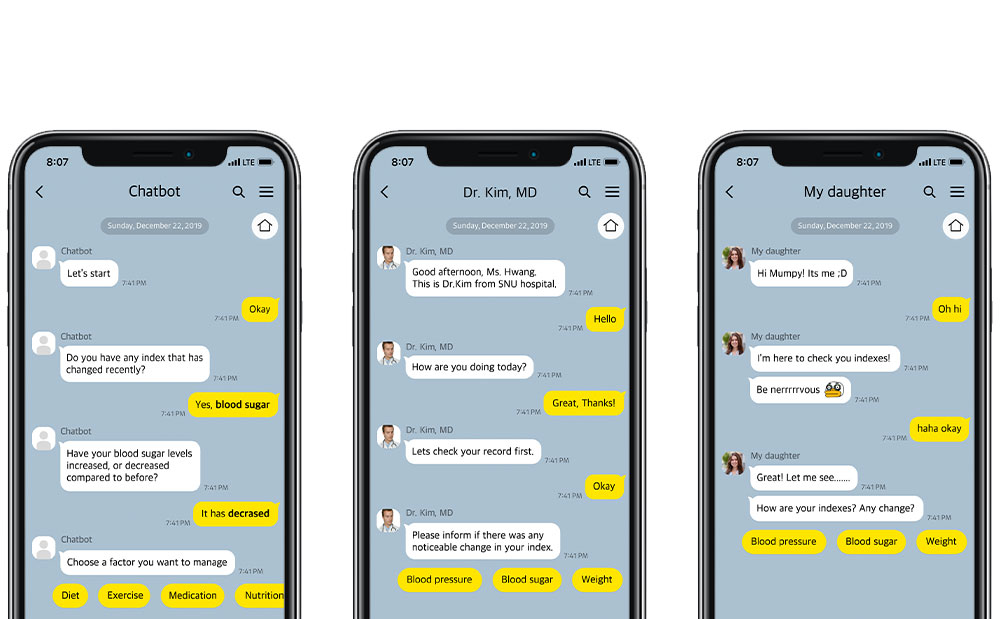 8:07
LTE
Chatbot
Sunday, December 22, 2019
Chatbot
Let's start
7:41 PM
Okay
7:41 PM
Chatbot
Do you have any index that has
changed recently?
7:41 PM
Yes, blood sugar
7:41 PM
Chatbot
Have your blood sugar levels
increased, or decreased
compared to before?
7:41 PM
It has decrased
7:41 PM
Chatbot
Choose a factor you want to manage
7:41 PM
Diet
Exercise
Medication
Nutrition
8:07
LTE
Dr. Kim, MD
Sunday, December 22, 2019
Dr. Kim, MD
Good afternoon, Ms. Hwang.
This is Dr.Kim from SNU hospital.
7:41 PM
Hello
7:41 PM
Dr. Kim, MD
How are you doing today?
7:41 PM
Great, Thanks!
7:41 PM
Dr. Kim, MD
Lets check your record first.
7:41 PM
Okay
7:41 PM
Dr. Kim, MD
Please inform if there was any
noticeable change in your index.
7:41 PM
Blood pressure
Blood sugar
Weight
8:07
LTE
My daughter
Sunday, December 22, 2019
My daughter
Hi Mumpy! Its me ;D
7:41 PM
Oh hi
7:41 PM
My daughter
I'm here to check you indexes!
Be nerrrrrvous
7:41 PM
haha okay
7:41 PM
My daughter
Great! Let me see.......
7:41 PM
How are your indexes? Any change?
7:41 PM
Blood pressure
Blood sugar
Weight